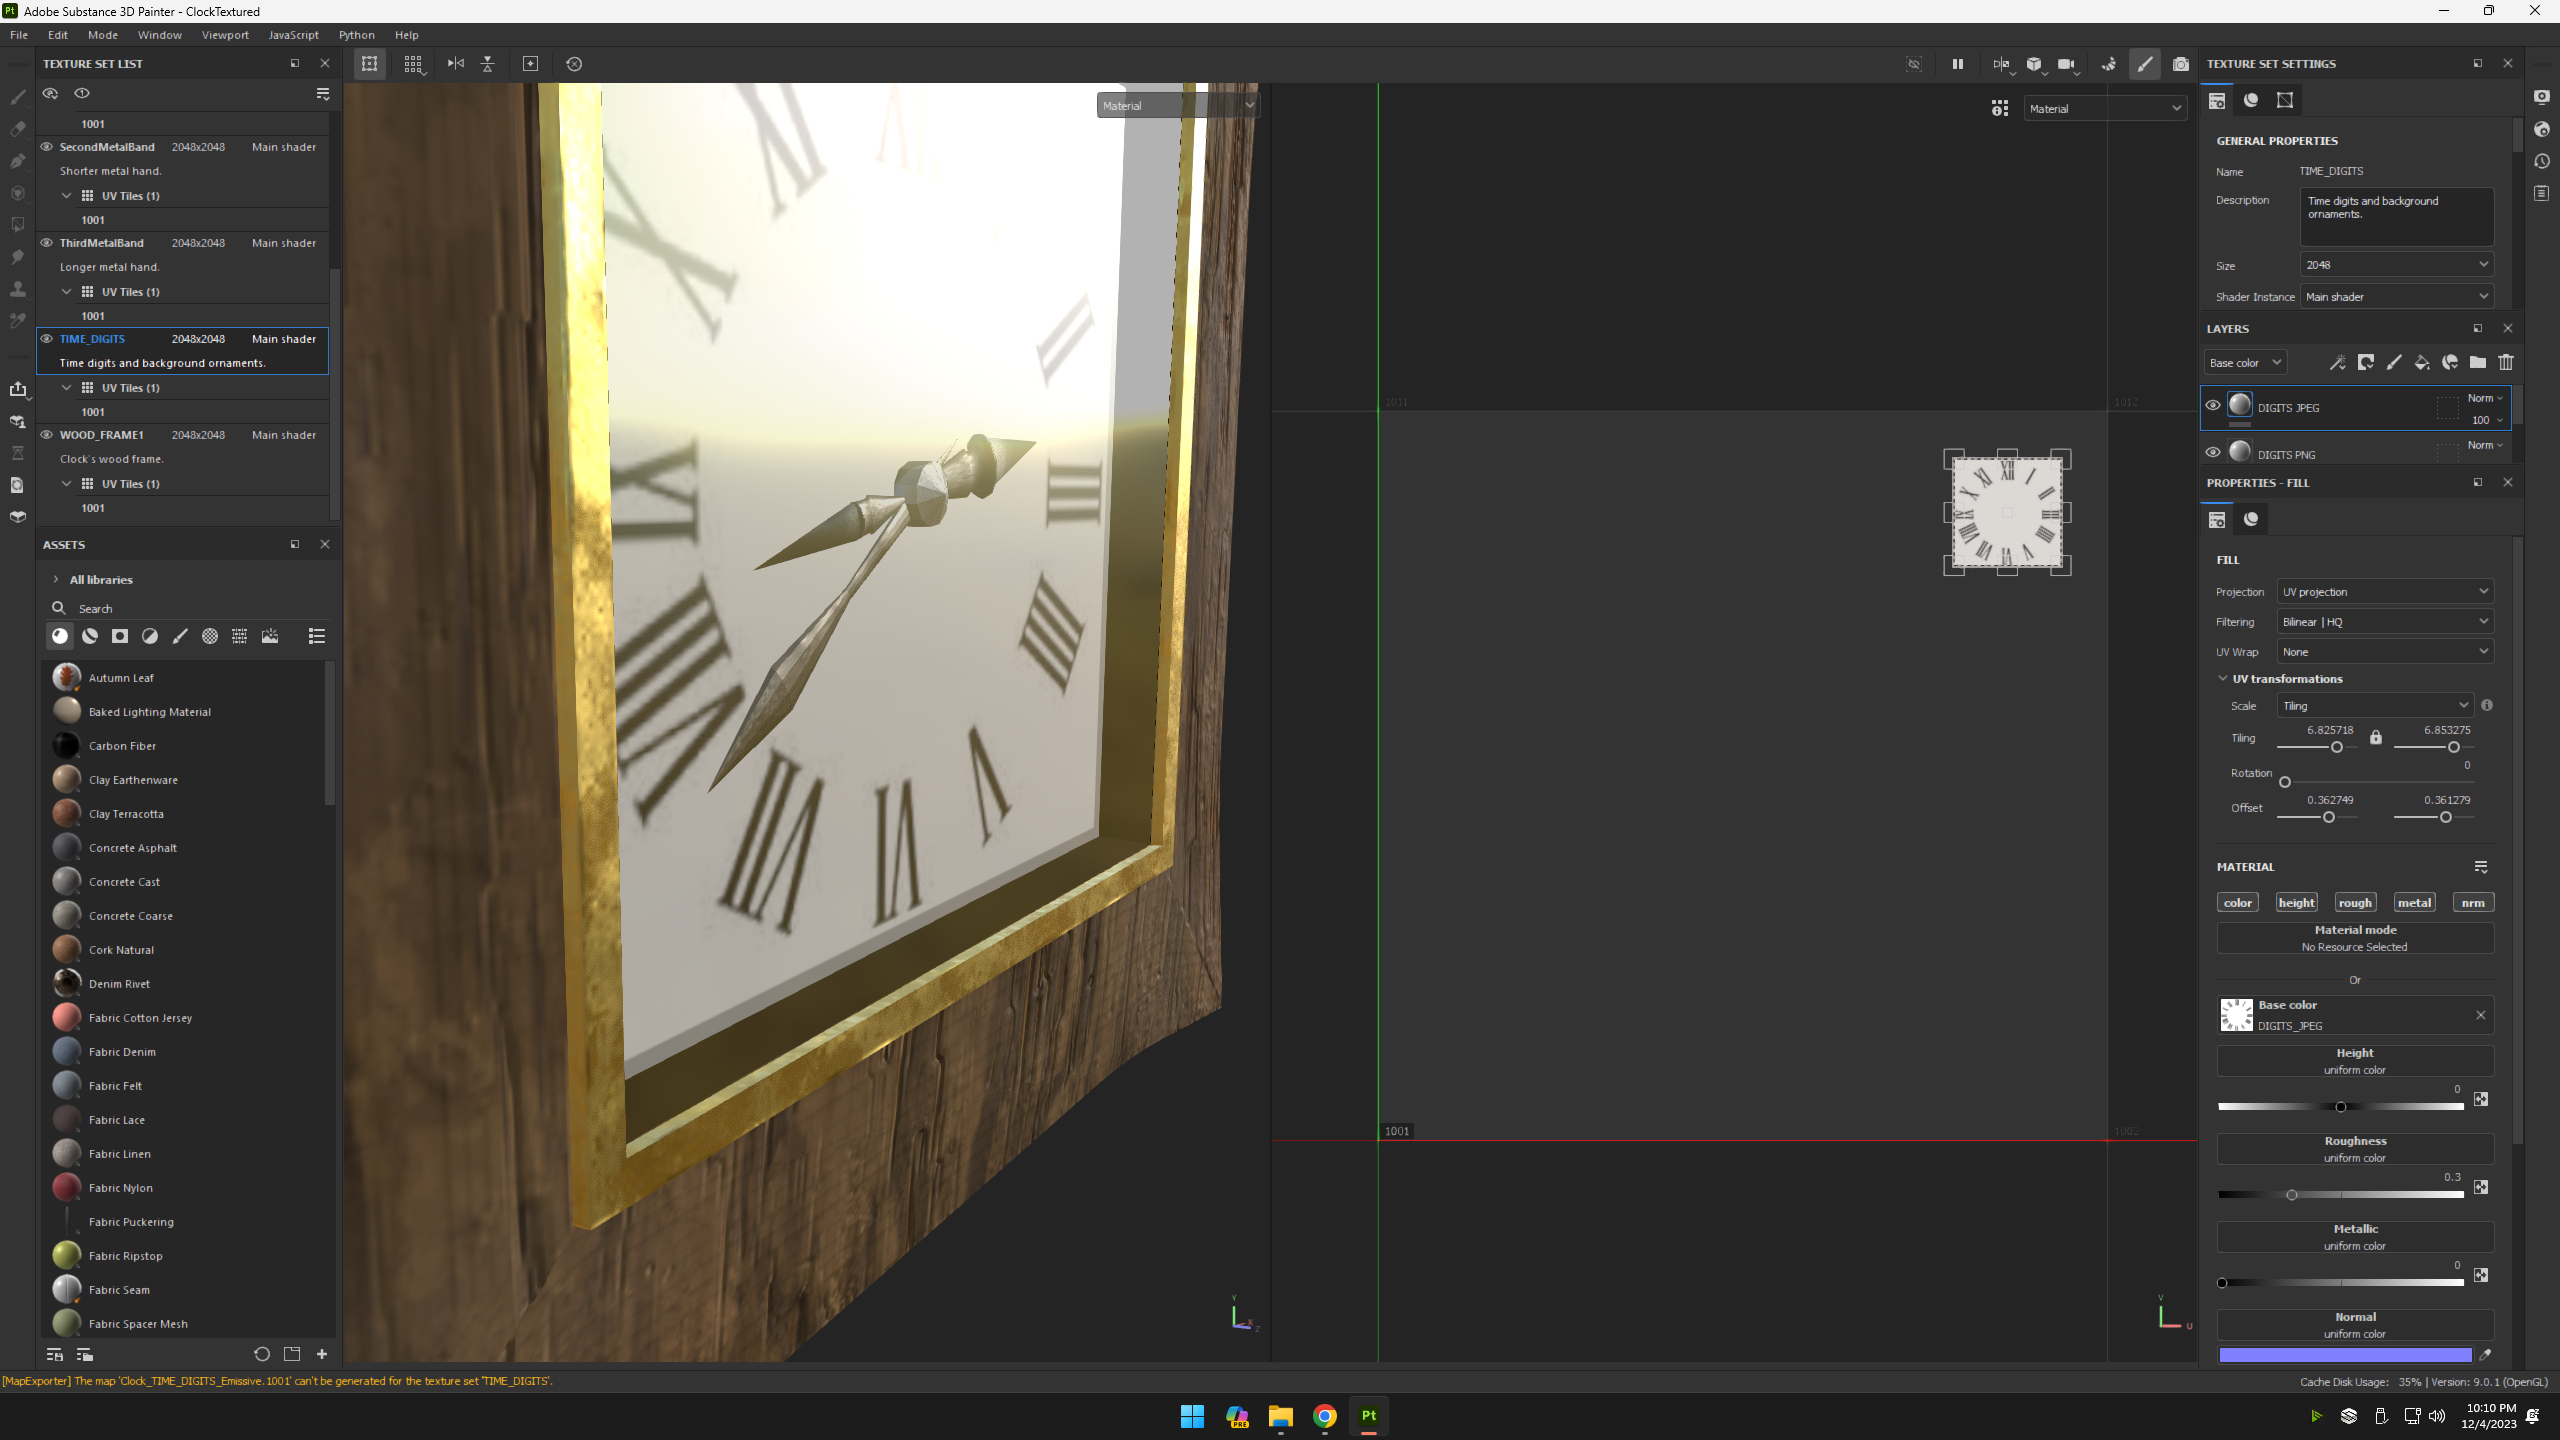 Pt Adobe Substance 3D Painter - ClockTextured
File Edit Mode Window Viewport JavaScript Python Help
TEXTURE SET LIST
1001
SecondMetalBand 2048x2048 Main shader
Shorter metal hand.
UV Tiles (1)
1001
ThirdMetalBand 2048x2048 Main shader
Longer metal hand.
UV Tiles (1)
1001
TIME_DIGITS 2048x2048 Main shader
Time digits and background ornaments.
UV Tiles (1)
1001
WOOD_FRAME1 2048x2048 Main shader
Clock`s wood frame.
UV Tiles (1)
1001
ASSETS
All libraries
Search
Autumn Leaf
Baked Lighting Material
Carbon Fiber
Clay Earthenware
Clay Terracotta
Concrete Asphalt
Concrete Cast
Concrete Coarse
Cork Natural
Denim Rivet
Fabric Cotton Jersey
Fabric Denim
Fabric Felt
Fabric Lace
Fabric Linen
Fabric Nylon
Fabric Puckering
Fabric Ripstop
Fabric Seam
Fabric Spacer Mesh
Material
Y
X
Z
Material
1011
1012
XII
I
II
III
IIII
V
VI
VII
VIII
IX
X
XI
1001
1002
V
U
TEXTURE SET SETTINGS
GENERAL PROPERTIES
Name TIME_DIGITS
Description Time digits and background
ornaments.
Size 2048
Shader Instance Main shader
LAYERS
Base color
DIGITS JPEG Norm
100
DIGITS PNG Norm
PROPERTIES - FILL
FILL
Projection UV projection
Filtering Bilinear | HQ
UV Wrap None
UV transformations
Scale Tiling
Tiling 6.825718 6.853275
Rotation 0
Offset 0.362749 0.361279
MATERIAL
color height rough metal nrm
Material mode
No Resource Selected
Or
Base color
DIGITS_JPEG
Height
uniform color
0
Roughness
uniform color
0.3
Metallic
uniform color
0
Normal
uniform color
[MapExporter] The map 'Clock_TIME_DIGITS_Emissive.1001' can't be generated for the texture set 'TIME_DIGITS'.
Cache Disk Usage: 35% | Version: 9.0.1 (OpenGL)
PRE
Pt
10:10 PM
12/4/2023